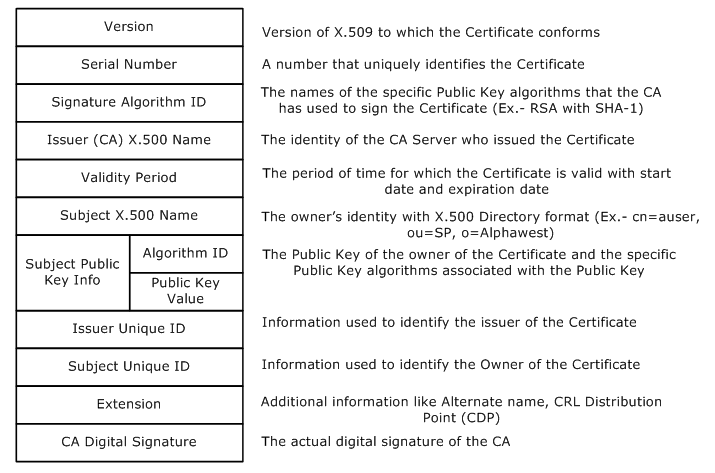 Version
Version of X.509 to which the Certificate conforms
Serial Number
A number that uniquely identifies the Certificate
Signature Algorithm ID
The names of the specific Public Key algorithms that the CA
has used to sign the Certificate (Ex.- RSA with SHA-1)
Issuer (CA) X.500 Name
The identity of the CA Server who issued the Certificate
Validity Period
The period of time for which the Certificate is valid with start
date and expiration date
Subject X.500 Name
The owner's identity with X.500 Directory format (Ex.- cn=auser,
ou=SP, o=Alphawest)
Subject Public
Key Info
Algorithm ID
Public Key
Value
The Public Key of the owner of the Certificate and the specific
Public Key algorithms associated with the Public Key
Issuer Unique ID
Information used to identify the issuer of the Certificate
Subject Unique ID
Information used to identify the Owner of the Certificate
Extension
Additional information like Alternate name, CRL Distribution
Point (CDP)
CA Digital Signature
The actual digital signature of the CA